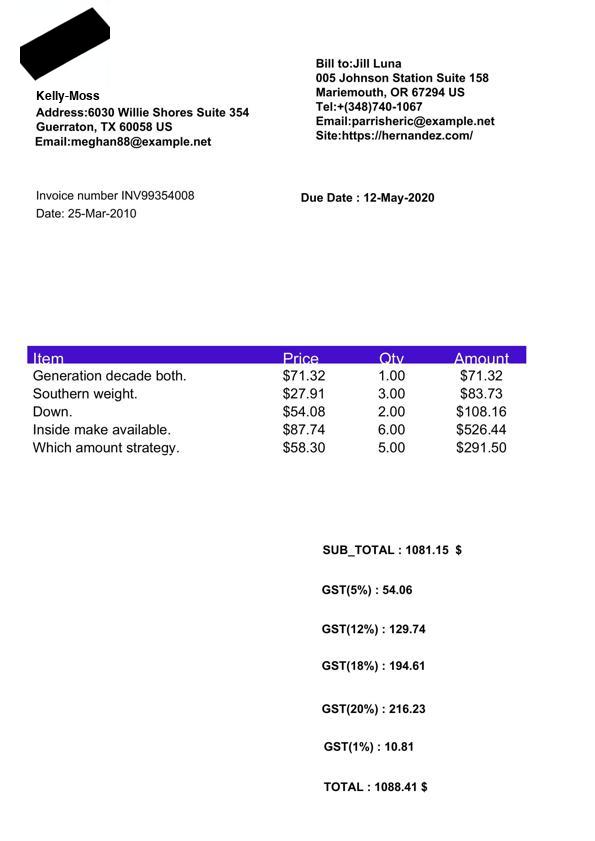 Kelly-Moss
Address:6030 Willie Shores Suite 354
Guerraton, TX 60058 US
Email:meghan88@example.net
Bill to:Jill Luna
005 Johnson Station Suite 158
Mariemouth, OR 67294 US
Tel:+(348)740-1067
Email:parrisheric@example.net
Site:https://hernandez.com/
Invoice number INV99354008
Date: 25-Mar-2010
Due Date : 12-May-2020
Item Price Qty Amount
Generation decade both. $71.32 1.00 $71.32
Southern weight. $27.91 3.00 $83.73
Down. $54.08 2.00 $108.16
Inside make available. $87.74 6.00 $526.44
Which amount strategy. $58.30 5.00 $291.50
SUB_TOTAL : 1081.15 $
GST(5%) : 54.06
GST(12%) : 129.74
GST(18%) : 194.61
GST(20%) : 216.23
GST(1%) : 10.81
TOTAL : 1088.41 $